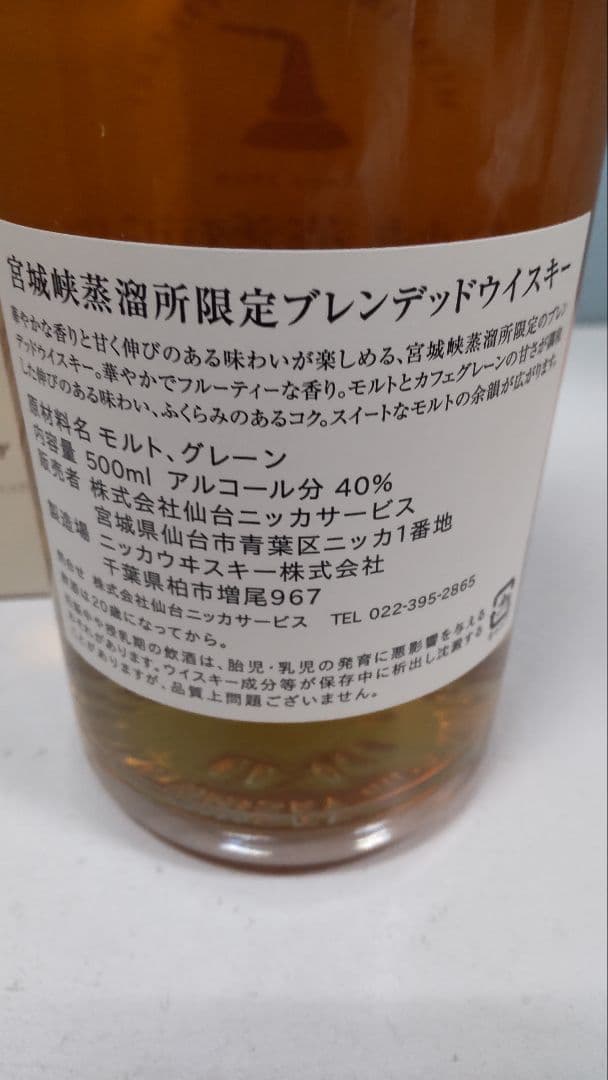 宮城峡蒸溜所限定ブレンデッドウイスキー
華やかな香りと甘く伸びのある味わいが楽しめる、宮城峡蒸溜所限定のブレン
デッドウイスキー。華やかでフルーティーな香り。モルトとカフェグレーンの甘さが調和
した伸びのある味わい、ふくらみのあるコク。スイートなモルトの余韻が広がります。
原材料名 モルト、グレーン
内容量 500ml アルコール分 40%
販売者 株式会社仙台ニッカサービス
宮城県仙台市青葉区ニッカ1番地
製造場 ニッカウヰスキー株式会社
千葉県柏市増尾967
問合せ 株式会社仙台ニッカサービス TEL 022-395-2865
飲酒は20歳になってから。
妊娠中や授乳期の飲酒は、胎児・乳児の発育に悪影響を与える
おそれがあります。ウイスキー成分等が保存中に析出し沈澱する
ことがありますが、品質上問題ございません。